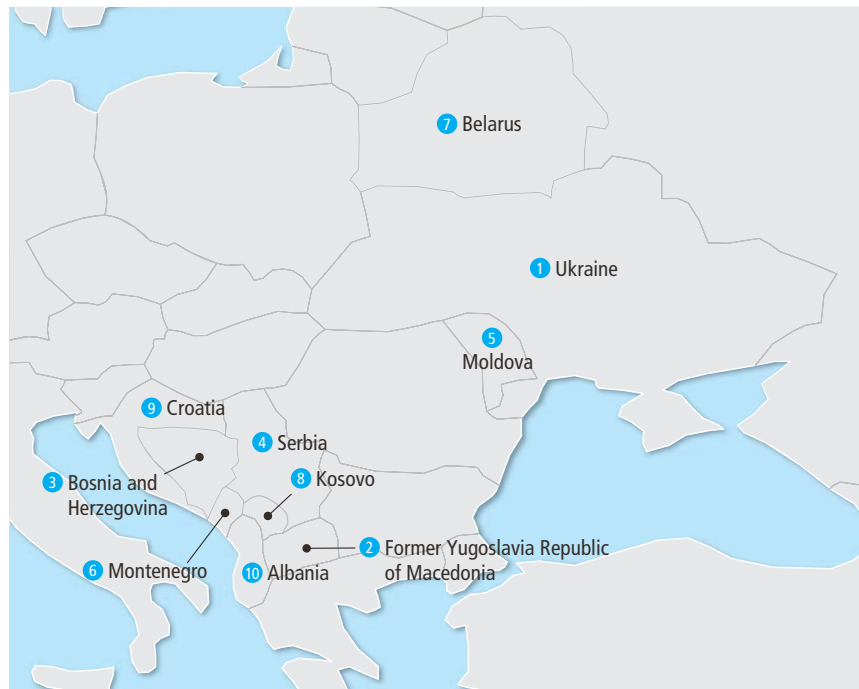 7 Belarus
1 Ukraine
5
Moldova
9 Croatia
4 Serbia
8 Kosovo
3 Bosnia and
Herzegovina
2 Former Yugoslavia Republic
of Macedonia
6 Montenegro
10 Albania